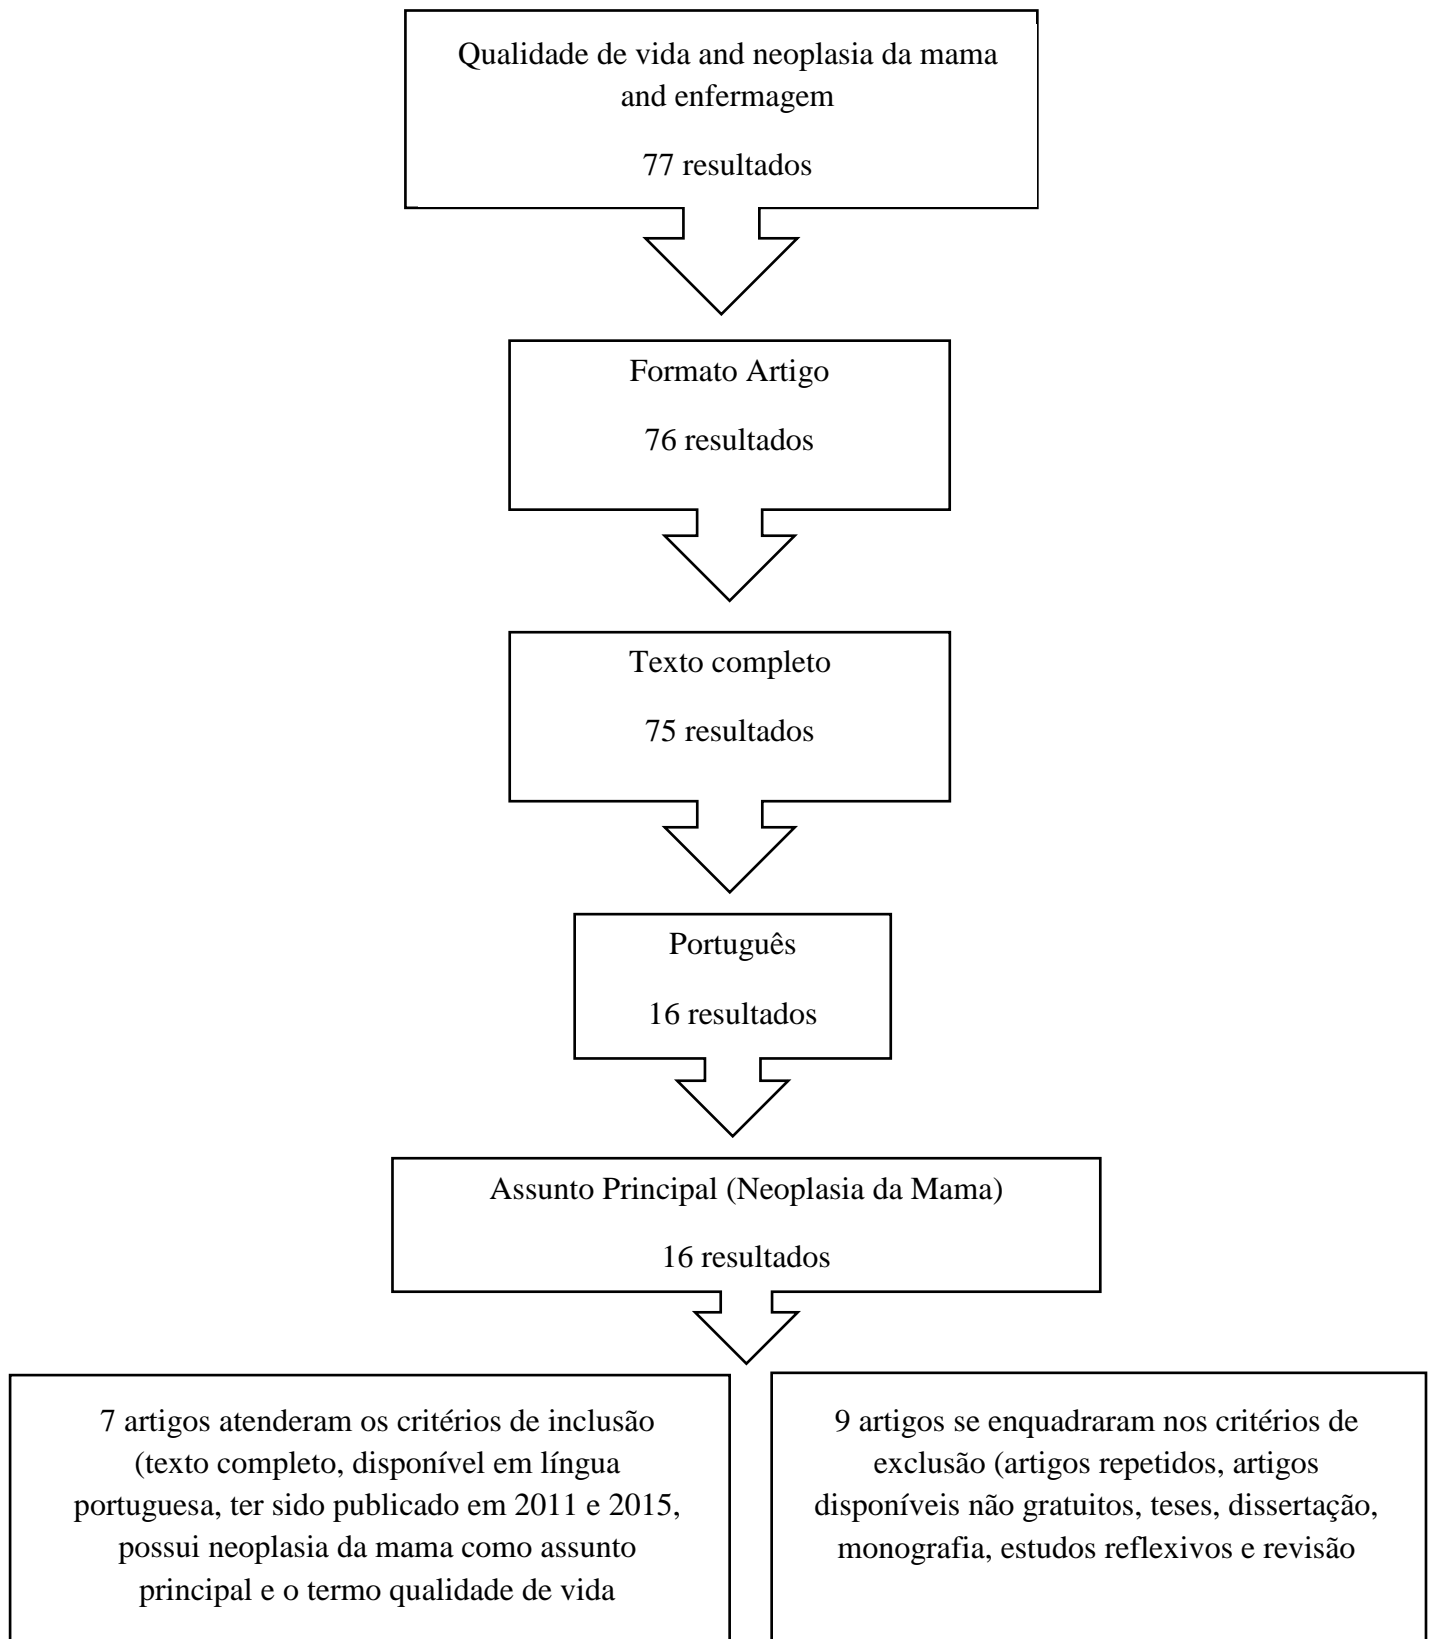 Qualidade de vida and neoplasia da mama
and enfermagem
77 resultados
Formato Artigo
76 resultados
Texto completo
75 resultados
Português
16 resultados
Assunto Principal (Neoplasia da Mama)
16 resultados
7 artigos atenderam os critérios de inclusão
(texto completo, disponível em língua
portuguesa, ter sido publicado em 2011 e 2015,
possui neoplasia da mama como assunto
principal e o termo qualidade de vida
9 artigos se enquadraram nos critérios de
exclusão (artigos repetidos, artigos
disponíveis não gratuitos, teses, dissertação,
monografia, estudos reflexivos e revisão